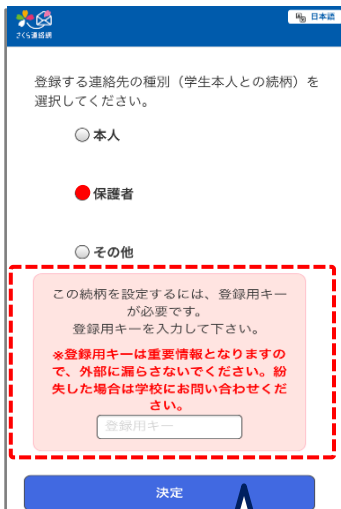 さくら連絡網
日本語
登録する連絡先の種別（学生本人との続柄）を
選択してください。
本人
保護者
その他
この続柄を設定するには、登録用キー
が必要です。
登録用キーを入力して下さい。
※登録用キーは重要情報となりますの
で、外部に漏らさないでください。紛
失した場合は学校にお問い合わせくだ
さい。
登録用キー
決定